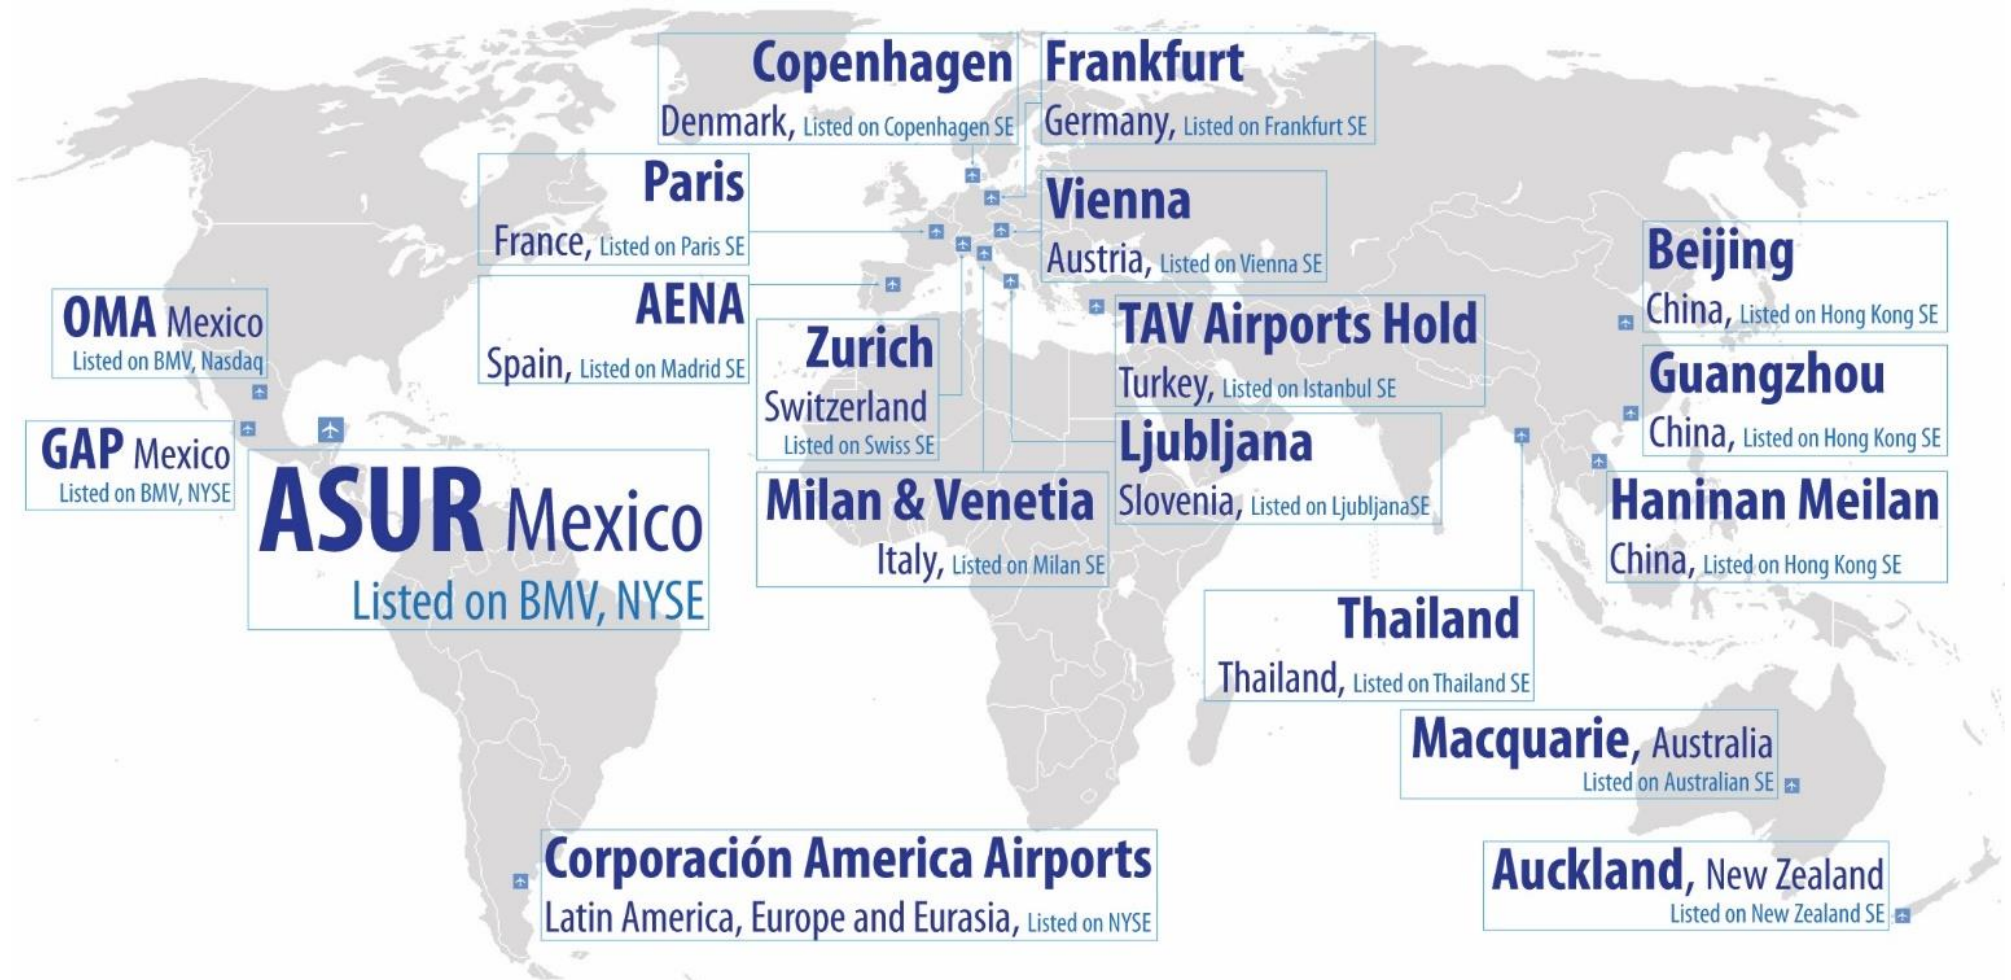 Copenhagen
Denmark, Listed on Copenhagen SE
Frankfurt
Germany, Listed on Frankfurt SE
Paris
France, Listed on Paris SE
Vienna
Austria, Listed on Vienna SE
AENA
Spain, Listed on Madrid SE
OMA Mexico
Listed on BMV, Nasdaq
GAP Mexico
Listed on BMV, NYSE
ASUR Mexico
Listed on BMV, NYSE
Zurich
Switzerland
Listed on Swiss SE
Milan & Venetia
Italy, Listed on Milan SE
TAV Airports Hold
Turkey, Listed on Istanbul SE
Ljubljana
Slovenia, Listed on LjubljanaSE
Beijing
China, Listed on Hong Kong SE
Guangzhou
China, Listed on Hong Kong SE
Haninan Meilan
China, Listed on Hong Kong SE
Thailand
Thailand, Listed on Thailand SE
Macquarie, Australia
Listed on Australian SE
Corporación America Airports
Latin America, Europe and Eurasia, Listed on NYSE
Auckland, New Zealand
Listed on New Zealand SE